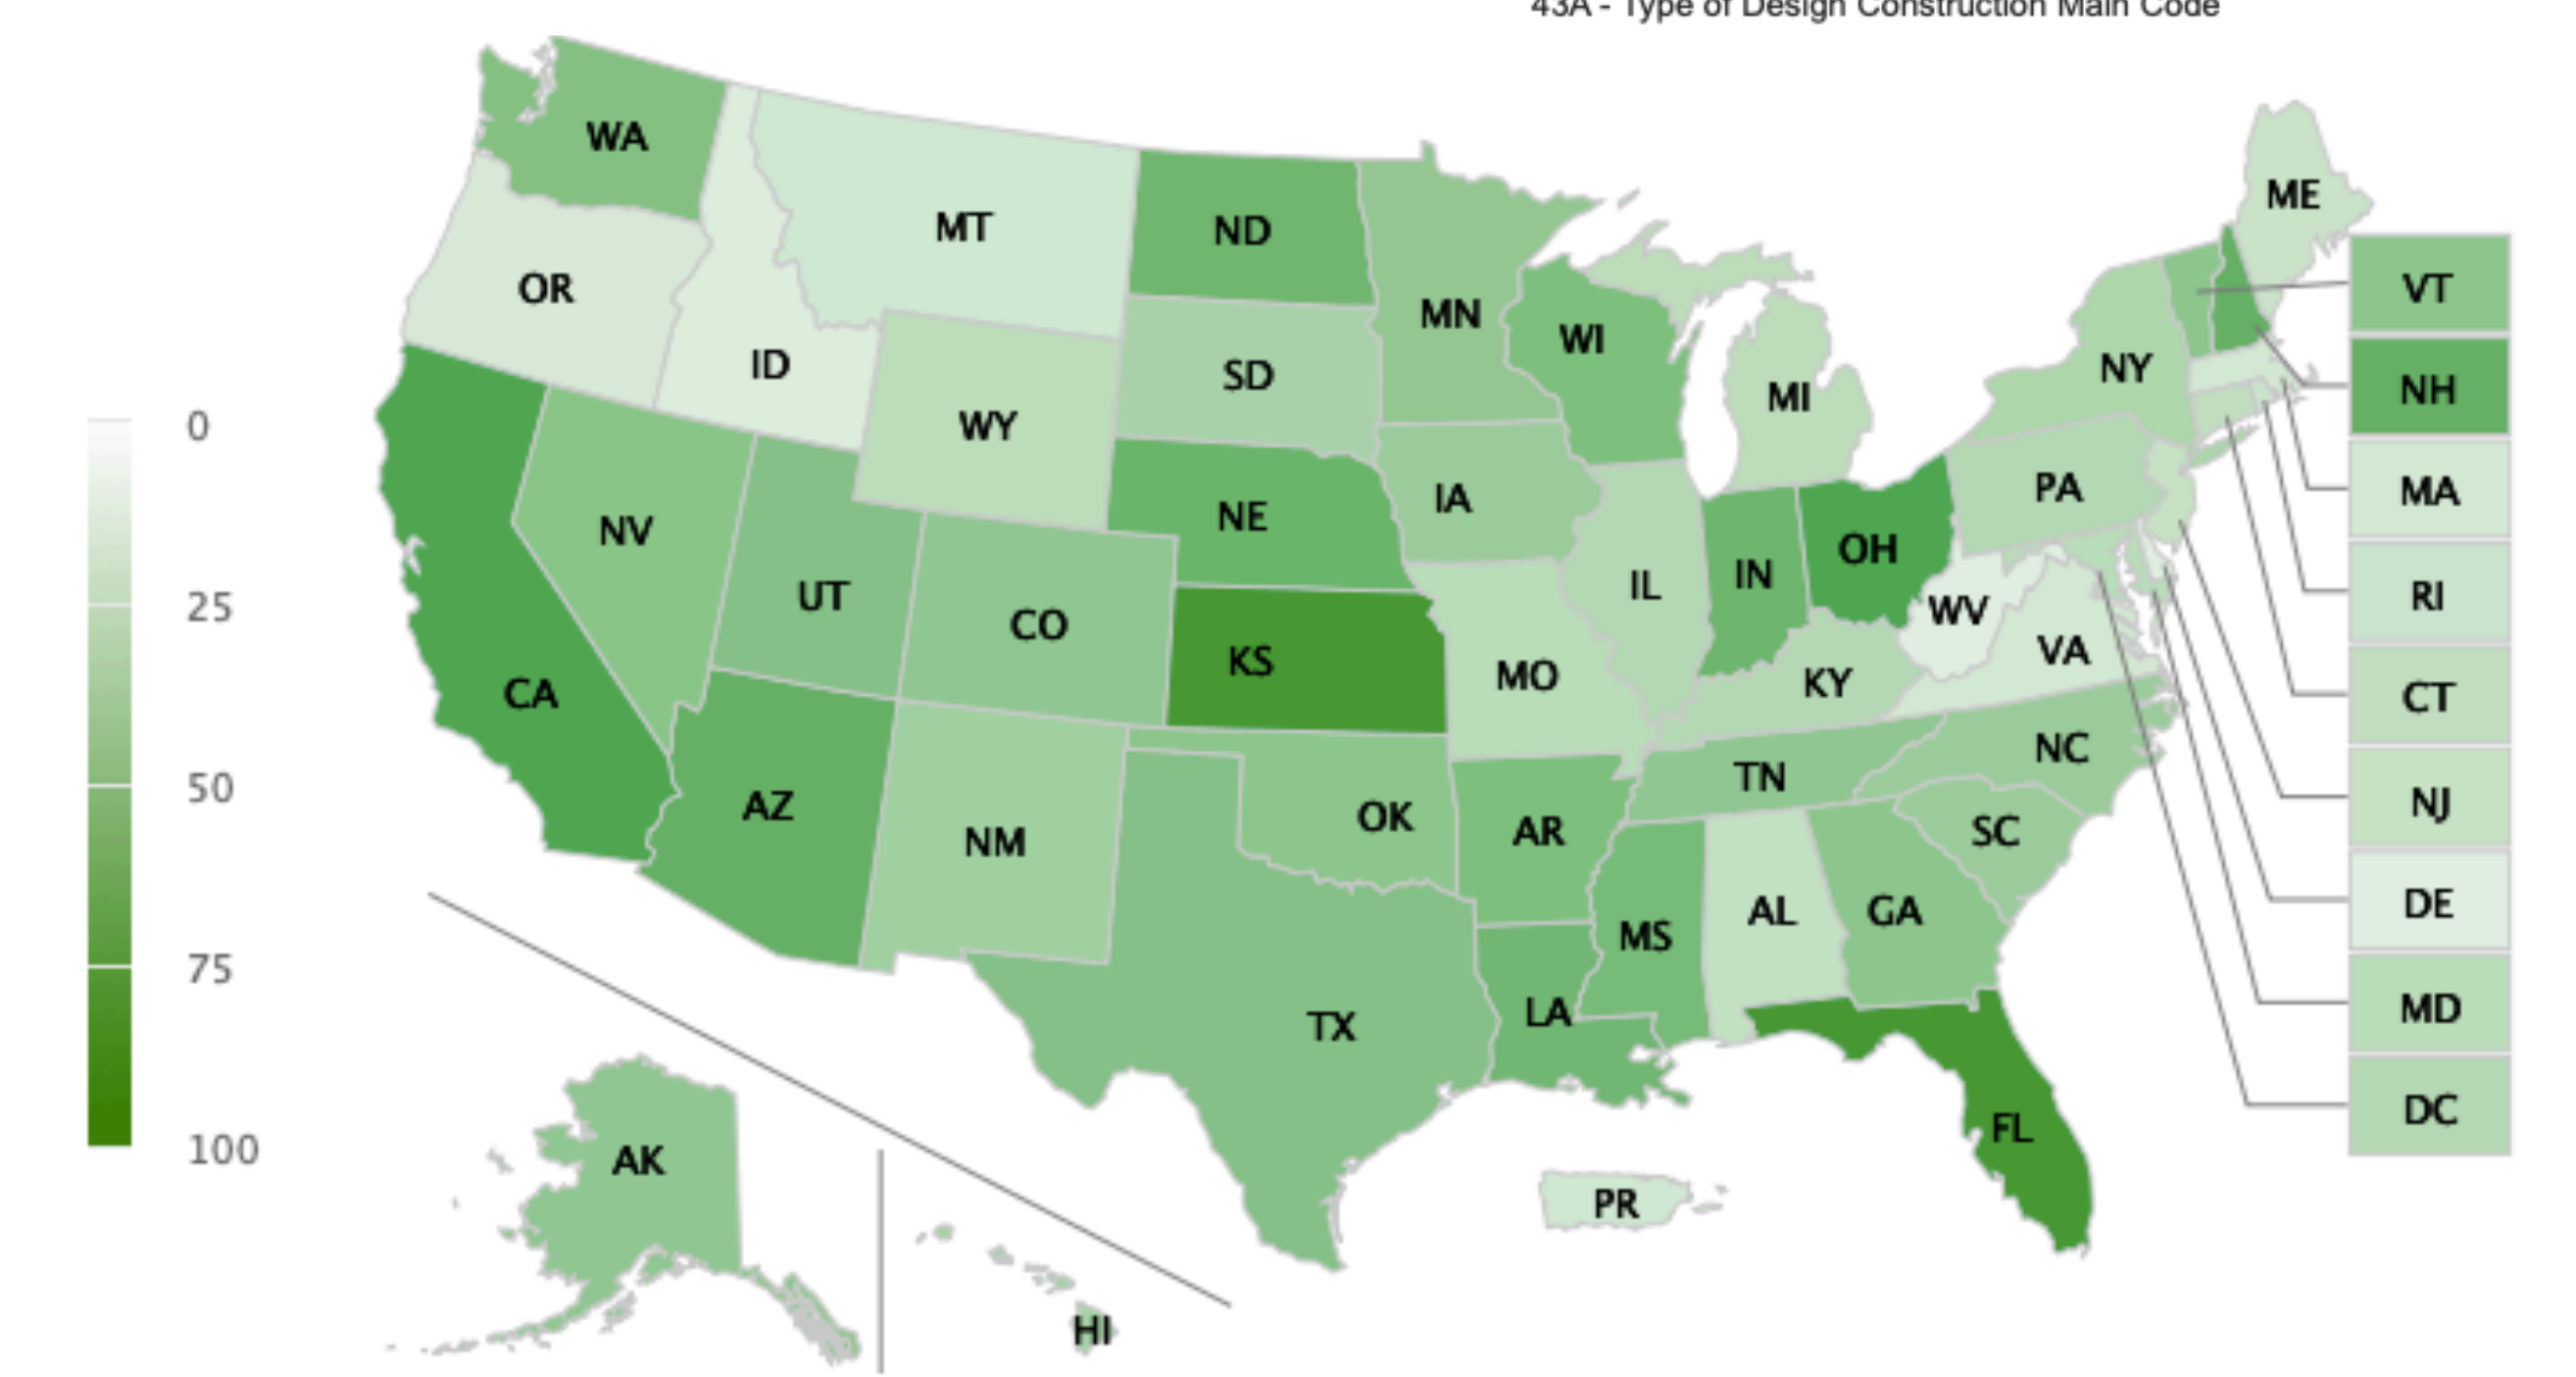 43A - Type of Design Construction Main Code
WA
ME
MT
ND
OR
VT
MN
WI
NY
ID
SD
NH
MI
0
WY
PA
MA
IA
NV
NE
OH
IN
IL
UT
RI
25
CO
WV
VA
KS
MO
KY
CA
CT
NC
TN
50
AZ
NJ
OK
AR
SC
NM
AL
GA
DE
MS
75
LA
MD
TX
DC
FL
100
AK
PR
HI